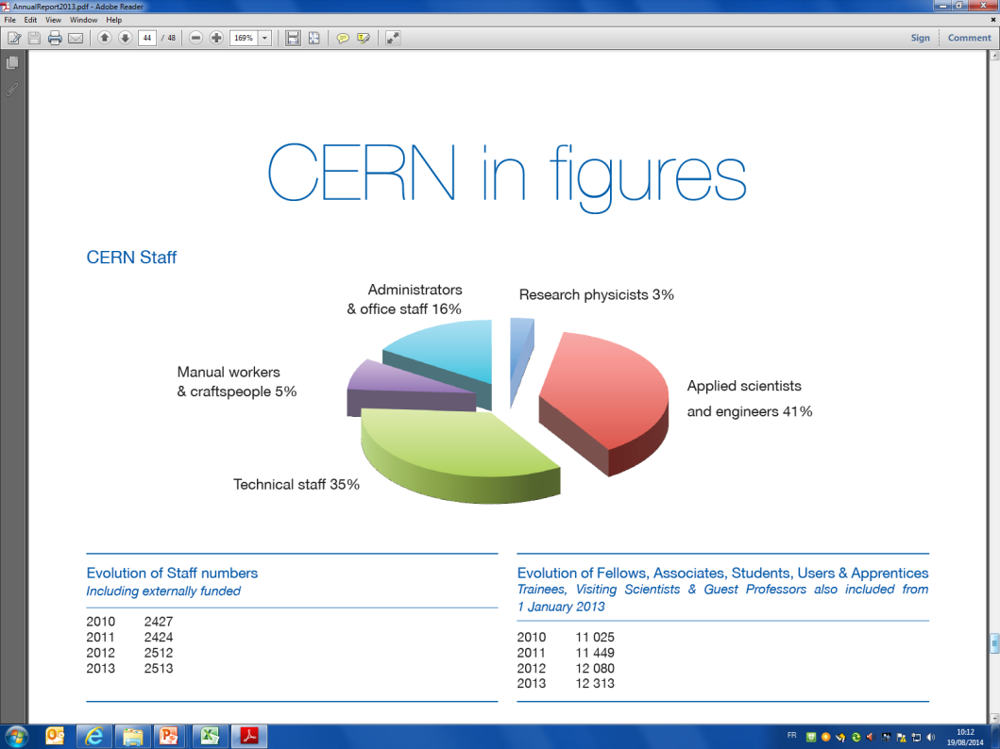 AnnualReport2013.pdf - Adobe Reader
File Edit View Window Help
44 / 48 169% Sign Comment
CERN in figures
CERN Staff
Administrators
& office staff 16%
Research physicists 3%
Manual workers
& craftspeople 5%
Applied scientists
and engineers 41%
Technical staff 35%
Evolution of Staff numbers
Including externally funded
2010 2427
2011 2424
2012 2512
2013 2513
Evolution of Fellows, Associates, Students, Users & Apprentices
Trainees, Visiting Scientists & Guest Professors also included from
1 January 2013
2010 11 025
2011 11 449
2012 12 080
2013 12 313
FR
10:12
19/08/2014